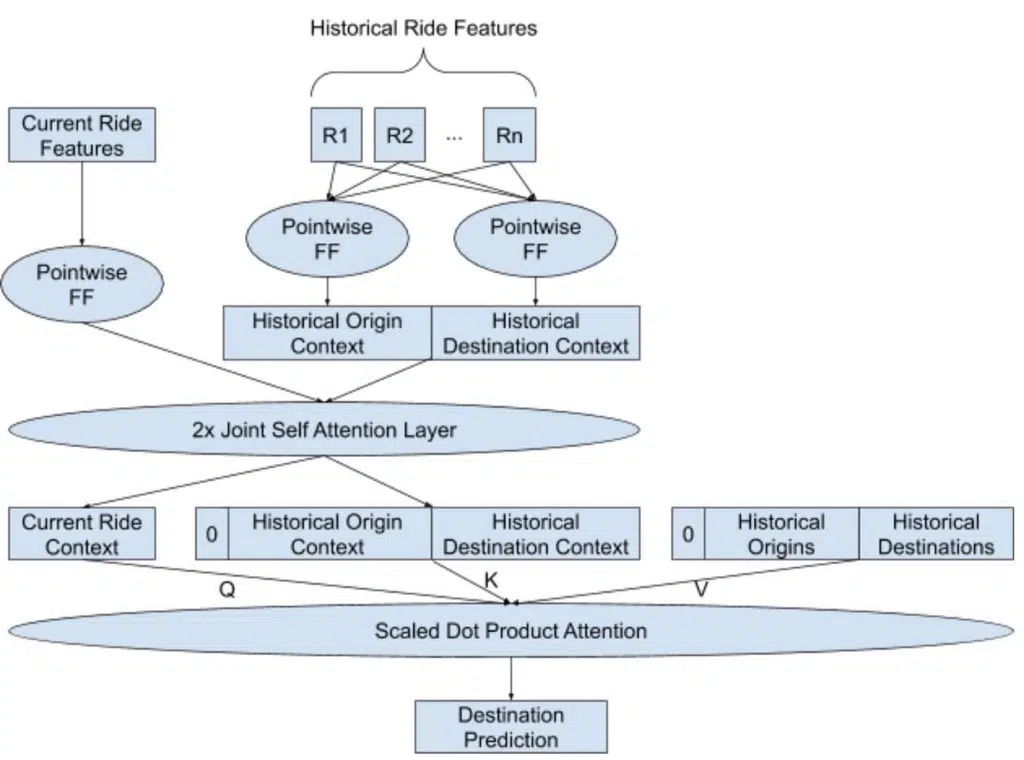 Historical Ride Features
Current Ride
Features
R1
R2
...
Rn
Pointwise
FF
Pointwise
FF
Pointwise
FF
Historical Origin
Context
Historical
Destination Context
2x Joint Self Attention Layer
Current Ride
Context
0
Historical Origin
Context
Historical
Destination Context
0
Historical
Origins
Historical
Destinations
Q
K
V
Scaled Dot Product Attention
Destination
Prediction